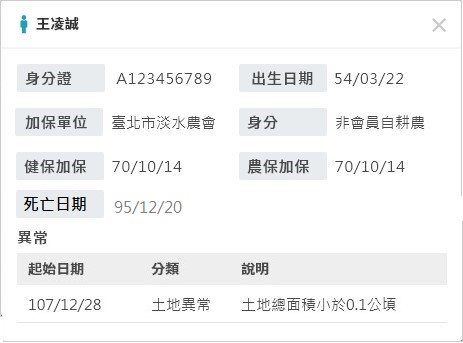 王凌誠 ×
身分證 A123456789 出生日期 54/03/22
加保單位 臺北市淡水農會 身分 非會員自耕農
健保加保 70/10/14 農保加保 70/10/14
死亡日期 95/12/20
異常
起始日期 分類 說明
107/12/28 土地異常 土地總面積小於0.1公頃